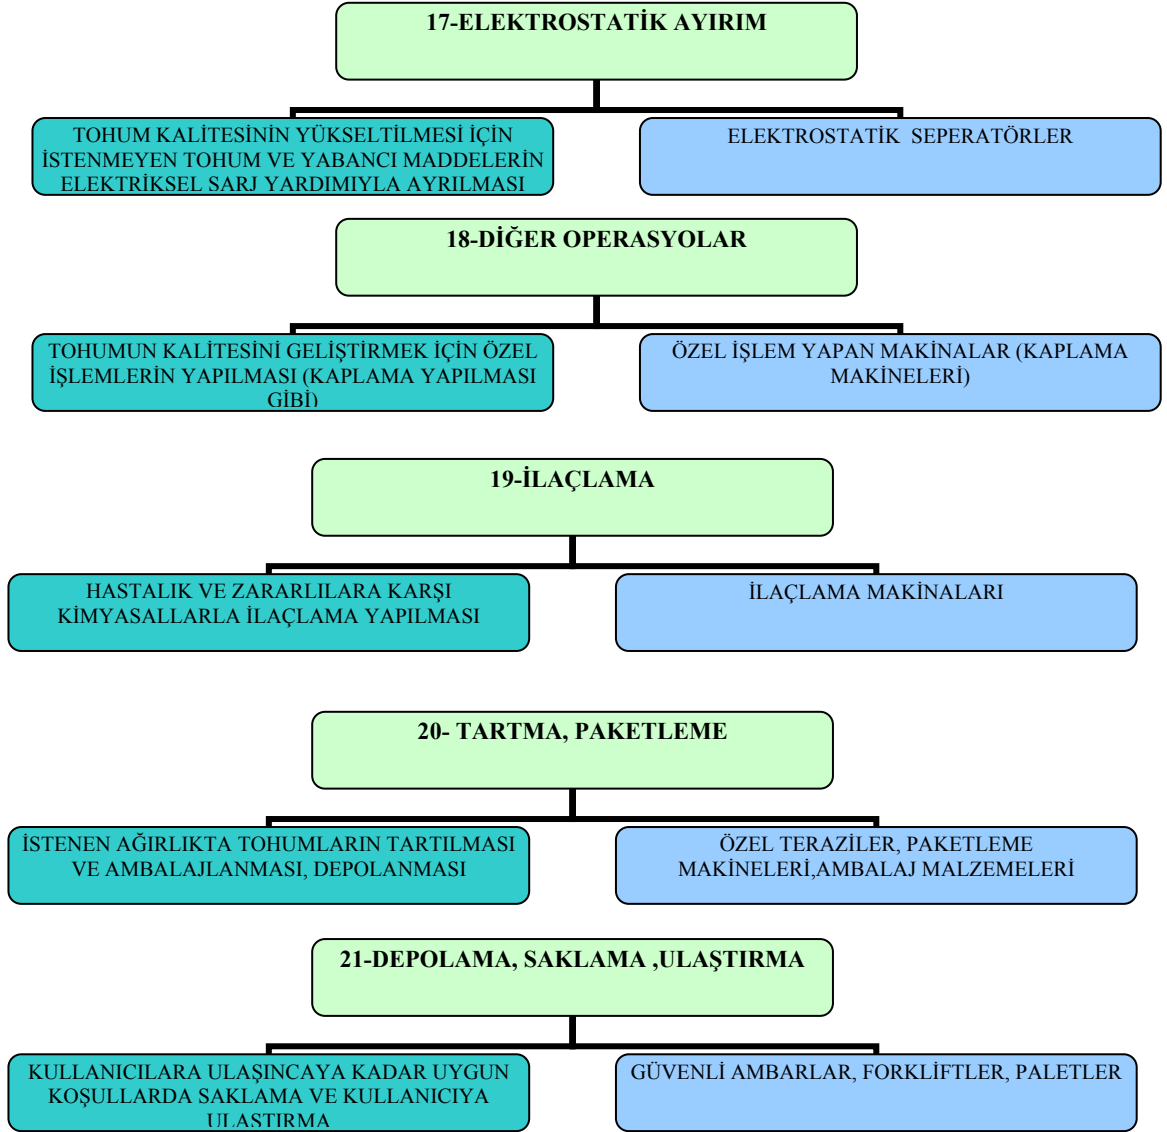 17-ELEKTROSTATİK AYIRIM
TOHUM KALİTESİNİN YÜKSELTİLMESİ İÇİN
İSTENMEYEN TOHUM VE YABANCI MADDELERİN
ELEKTRİKSEL SARJ YARDIMIYLA AYRILMASI
ELEKTROSTATİK SEPERATÖRLER
18-DİĞER OPERASYOLAR
TOHUMUN KALİTESİNİ GELİŞTİRMEK İÇİN ÖZEL
İŞLEMLERİN YAPILMASI (KAPLAMA YAPILMASI
GİBİ)
ÖZEL İŞLEM YAPAN MAKİNALAR (KAPLAMA
MAKİNELERİ)
19-İLAÇLAMA
HASTALIK VE ZARARLILARA KARŞI
KİMYASALLARLA İLAÇLAMA YAPILMASI
İLAÇLAMA MAKİNALARI
20- TARTMA, PAKETLEME
İSTENEN AĞIRLIKTA TOHUMLARIN TARTILMASI
VE AMBALAJLANMASI, DEPOLANMASI
ÖZEL TERAZİLER, PAKETLEME
MAKİNELERİ,AMBALAJ MALZEMELERİ
21-DEPOLAMA, SAKLAMA ,ULAŞTIRMA
KULLANICILARA ULAŞINCAYA KADAR UYGUN
KOŞULLARDA SAKLAMA VE KULLANICIYA
ULAŞTIRMA
GÜVENLİ AMBARLAR, FORKLİFTLER, PALETLER